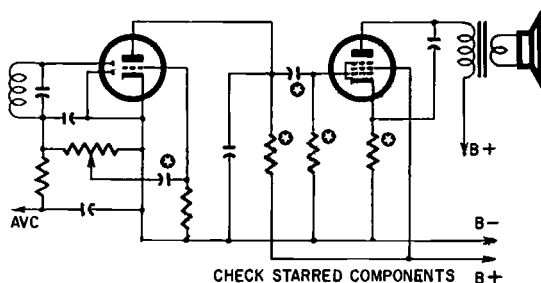 B+
AVC
B-
CHECK STARRED COMPONENTS B+